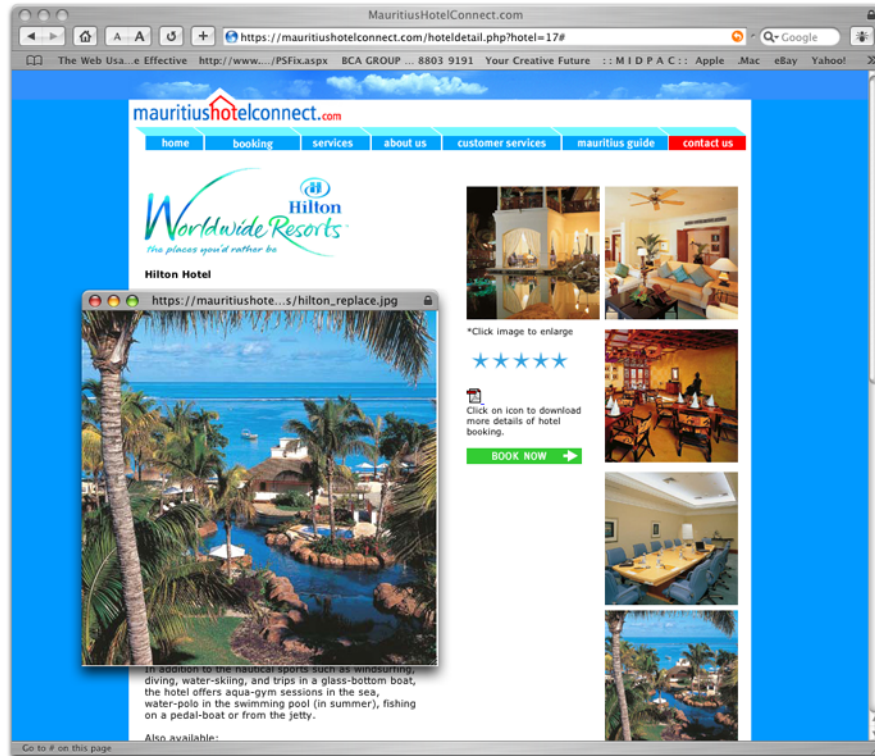 MauritiusHotelConnect.com
A A
https://mauritiushotelconnect.com/hoteldetail.php?hotel=17#
Google
The Web Usa...e Effective http://www..../PSFix.aspx BCA GROUP ... 8803 9191 Your Creative Future ::M I D P A C:: Apple .Mac eBay Yahoo!
mauritiushotelconnect.com
home booking services about us customer services mauritius guide contact us
Hilton
Worldwide Resorts
the places you'd rather be
Hilton Hotel
https://mauritiushote...s/hilton_replace.jpg
*Click image to enlarge
Click on icon to download
more details of hotel
booking.
BOOK NOW
In addition to the nautical sports such as windsurfing,
diving, water-skiing, and trips in a glass-bottom boat,
the hotel offers aqua-gym sessions in the sea,
water-polo in the swimming pool (in summer), fishing
on a pedal-boat or from the jetty.
Also available:
Go to # on this page